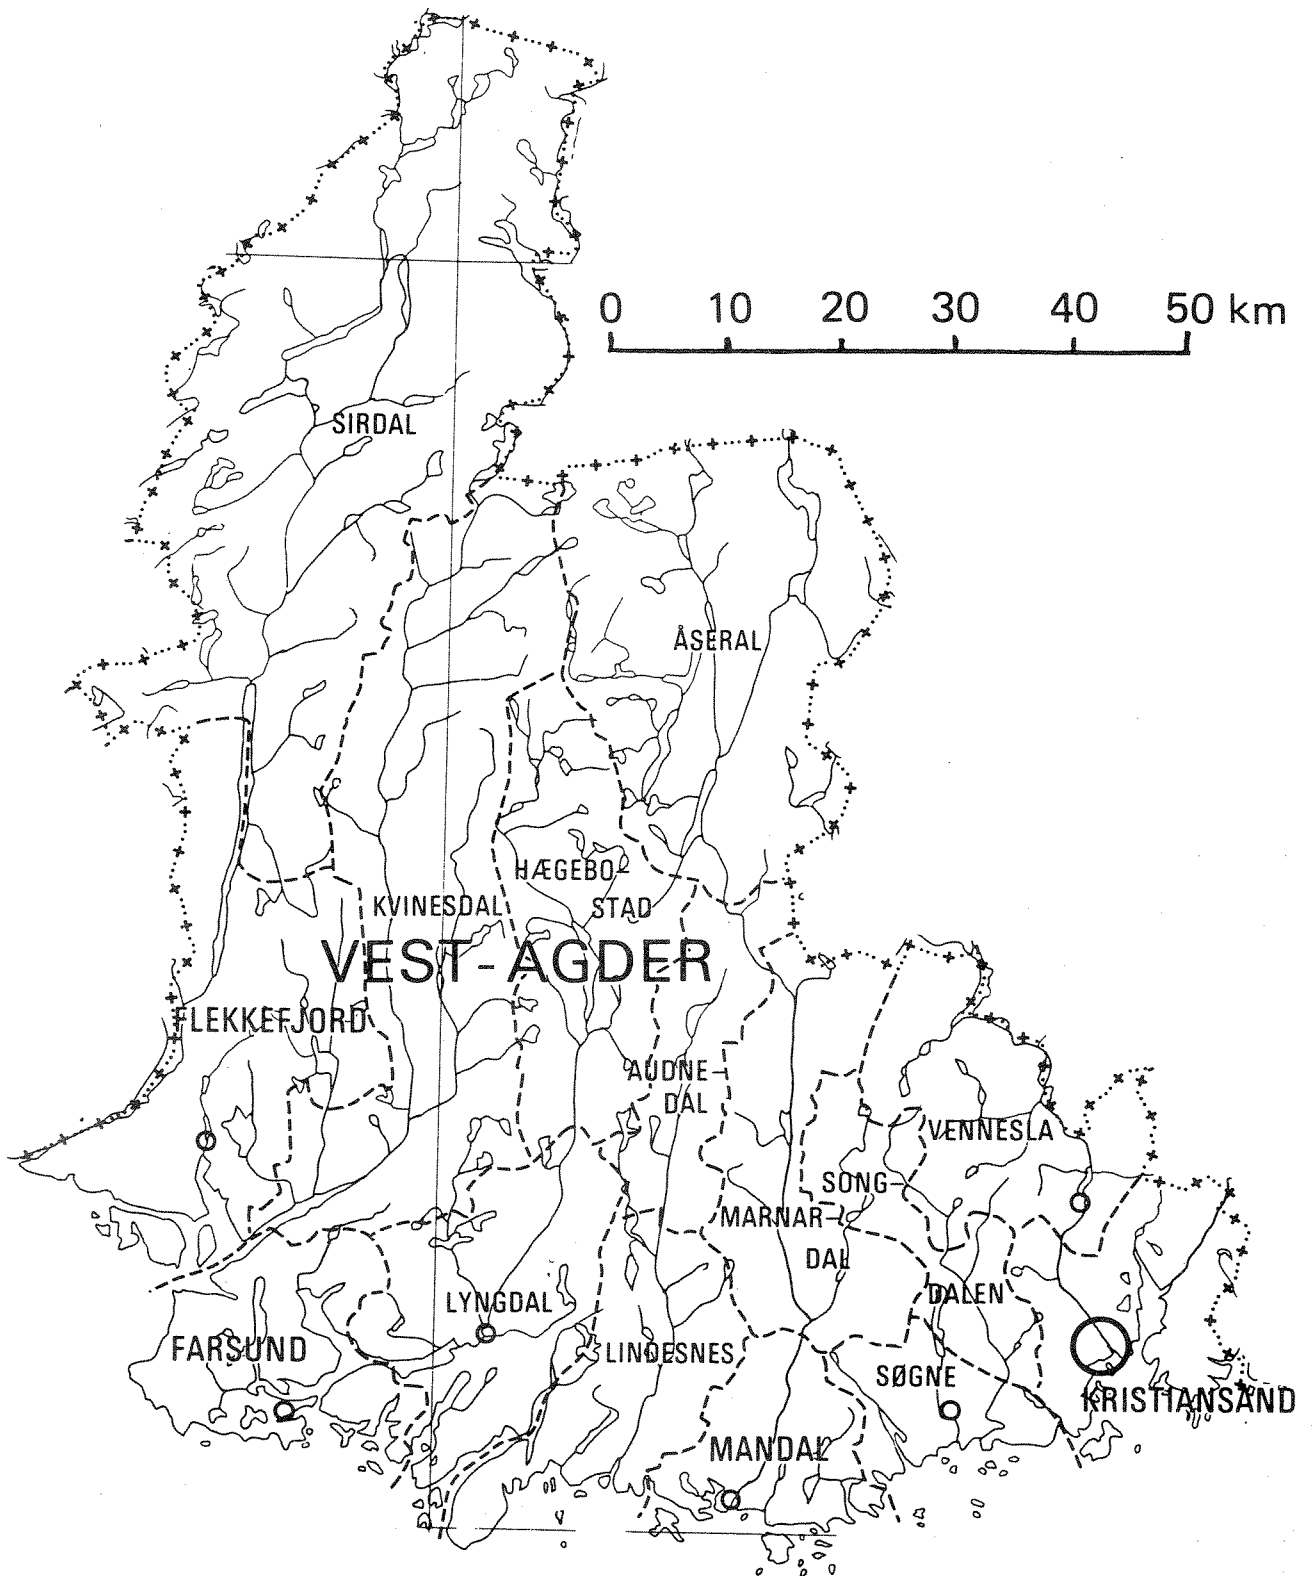 0 10 20 30 40 50 km
SIRDAL
ÅSERAL
HÆGEBO-
STAD
KVINESDAL
VEST-AGDER
FLEKKEFJORD
AUDNE-
DAL
VENNESLA
SONG-
MARNAR-
DAL
DALEN
LYNGDAL
FARSUND
LINDESNES
SØGNE
KRISTIANSAND
MANDAL